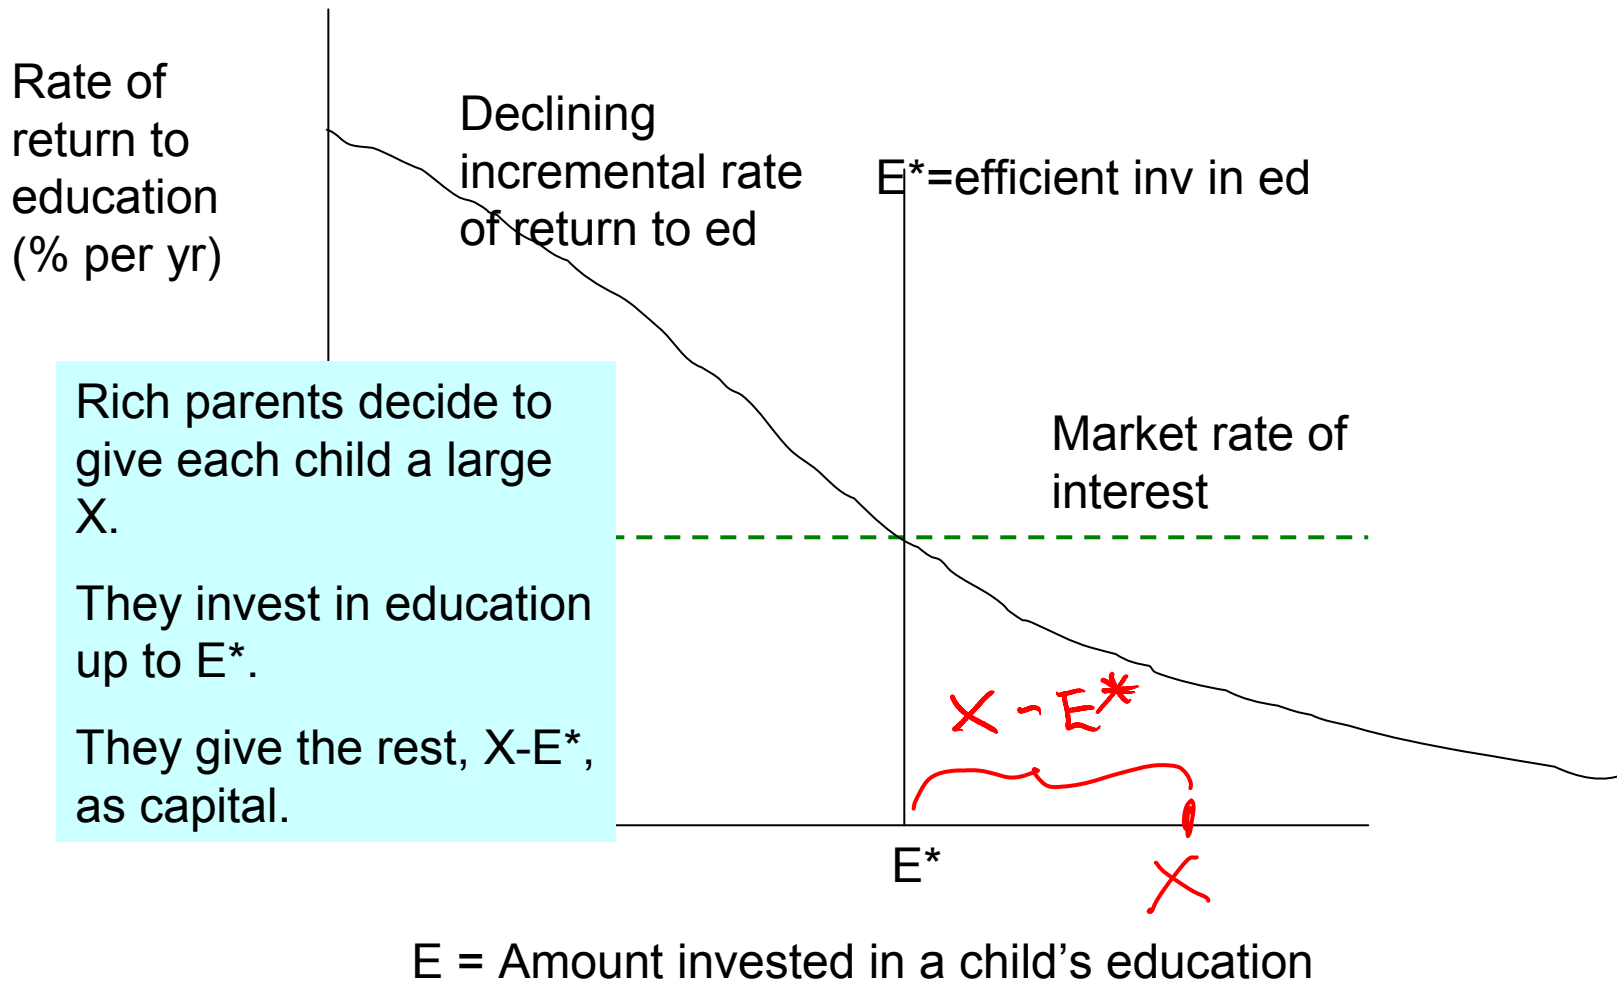 Rate of
return to
education
(% per yr)
Declining
incremental rate
of return to ed
E*=efficient inv in ed
Rich parents decide to
give each child a large
X.
They invest in education
up to E*.
They give the rest, X-E*,
as capital.
Market rate of
interest
X - E*
E*
X
E = Amount invested in a child’s education